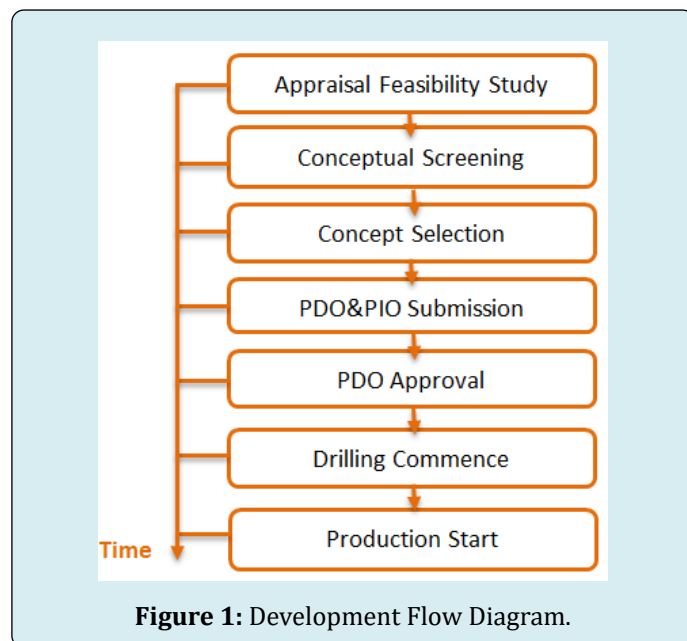 Appraisal Feasibility Study
Conceptual Screening
Concept Selection
PDO&PIO Submission
PDO Approval
Drilling Commence
Production Start
Time
Figure 1: Development Flow Diagram.